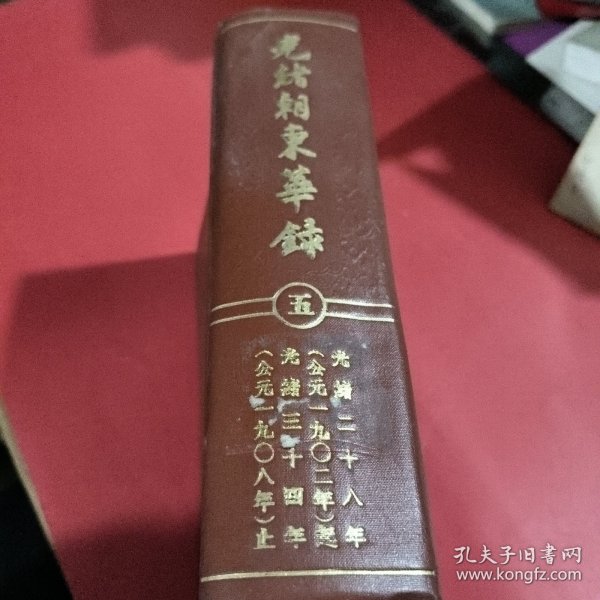 光緒朝東華録
五
光緒二十八年
(公元一九〇二年)起
光緒三十四年
(公元一九〇八年)止
孔夫子旧書网
www.kongfz.com